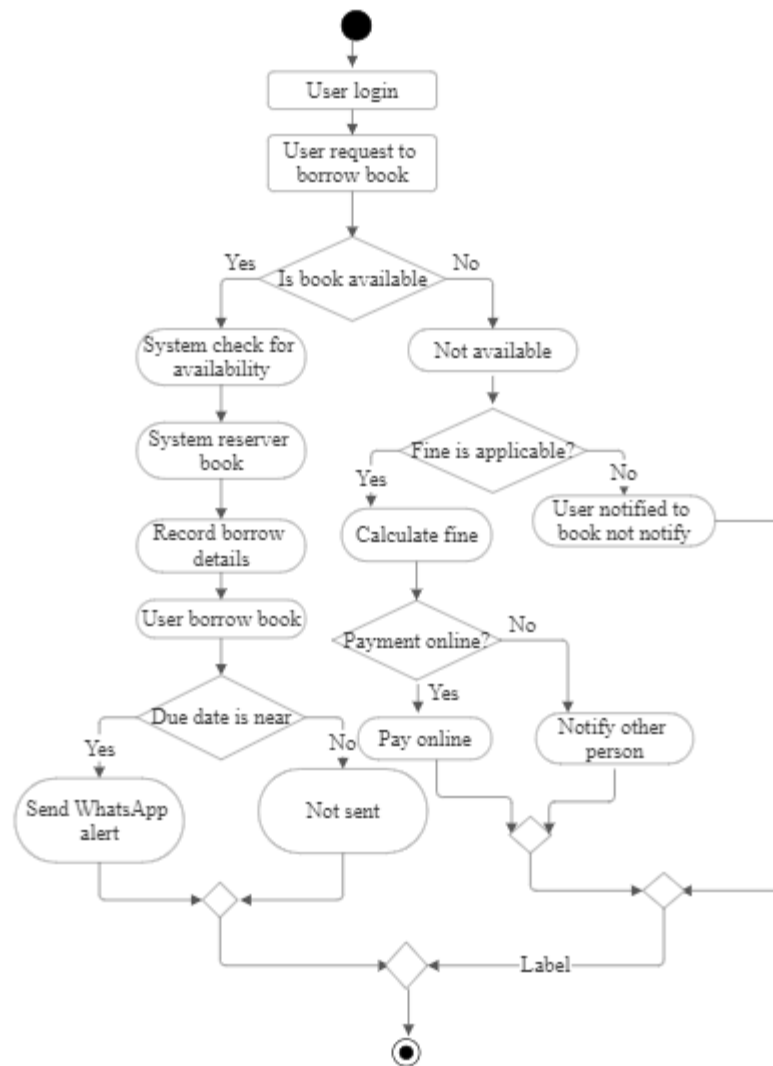 User login
User request to
borrow book
Yes
Is book available
No
System check for
availability
Not available
System reserver
book
Fine is applicable?
Yes
No
Record borrow
details
Calculate fine
User notified to
book not notify
User borrow book
Payment online?
No
Yes
Due date is near
Yes
No
Pay online
Notify other
person
Send WhatsApp
alert
Not sent
Label